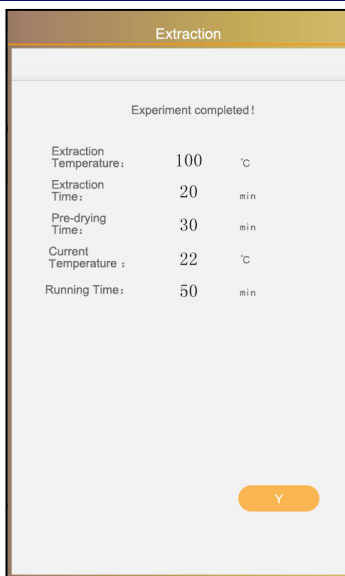 Extraction
Experiment completed!
Extraction
Temperature： 100 ℃
Extraction
Time： 20 min
Pre-drying
Time： 30 min
Current
Temperature ： 22 ℃
Running Time： 50 min
Y